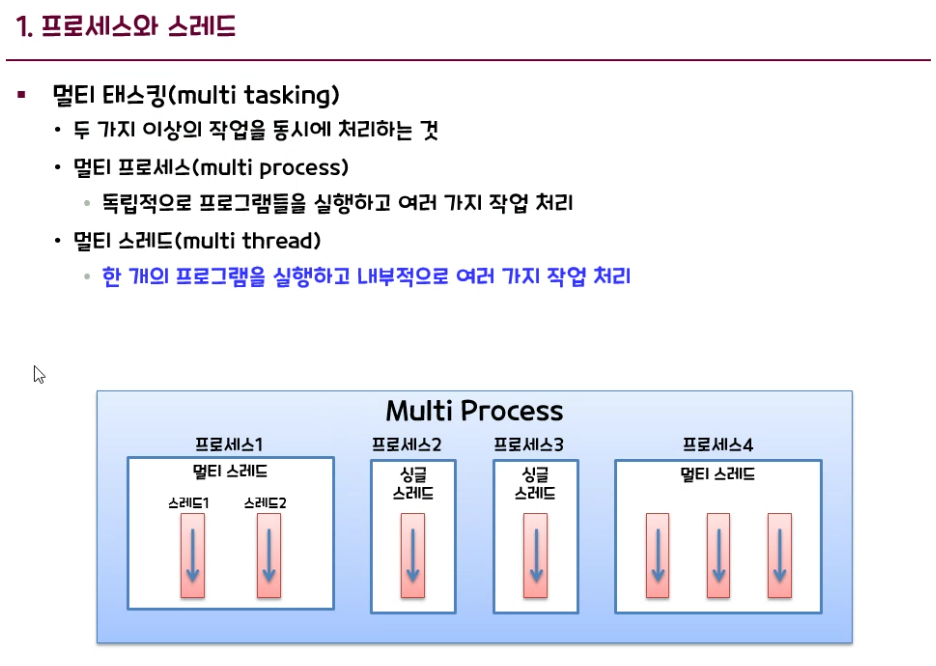 1. 프로세스와 스레드
멀티 태스킹(multi tasking)
두 가지 이상의 작업을 동시에 처리하는 것
멀티 프로세스(multi process)
독립적으로 프로그램들을 실행하고 여러 가지 작업 처리
멀티 스레드(multi thread)
한 개의 프로그램을 실행하고 내부적으로 여러 가지 작업 처리
Multi Process
프로세스1
멀티 스레드
스레드1
스레드2
프로세스2
싱글
스레드
프로세스3
싱글
스레드
프로세스4
멀티 스레드